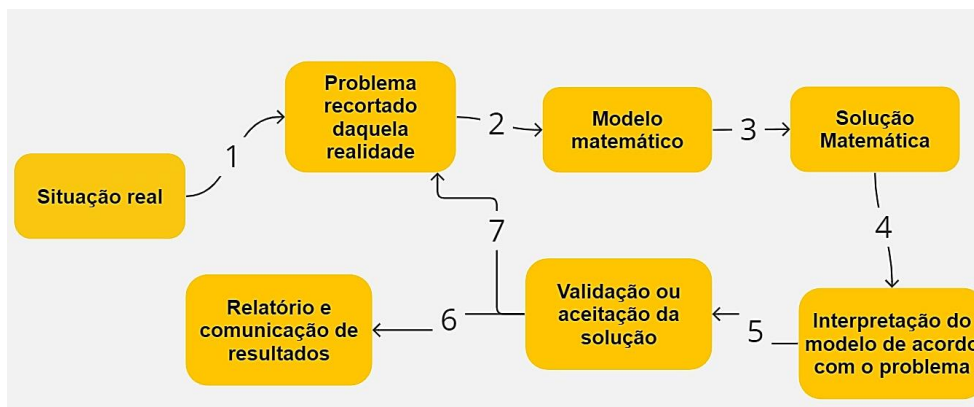 Situação real
1
Problema
recortado
daquela
realidade
2
Modelo
matemático
3
Solução
Matemática
4
Interpretação do
modelo de acordo
com o problema
5
Validação ou
aceitação da
solução
6
Relatório e
comunicação de
resultados
7